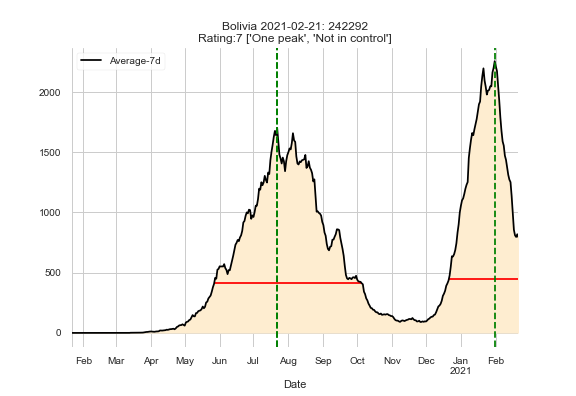 Bolivia 2021-02-21: 242292
Rating:7 ['One peak', 'Not in control']
Average-7d
2000
1500
1000
500
0
Feb Mar Apr May Jun Jul Aug Sep Oct Nov Dec Jan Feb
2021
Date